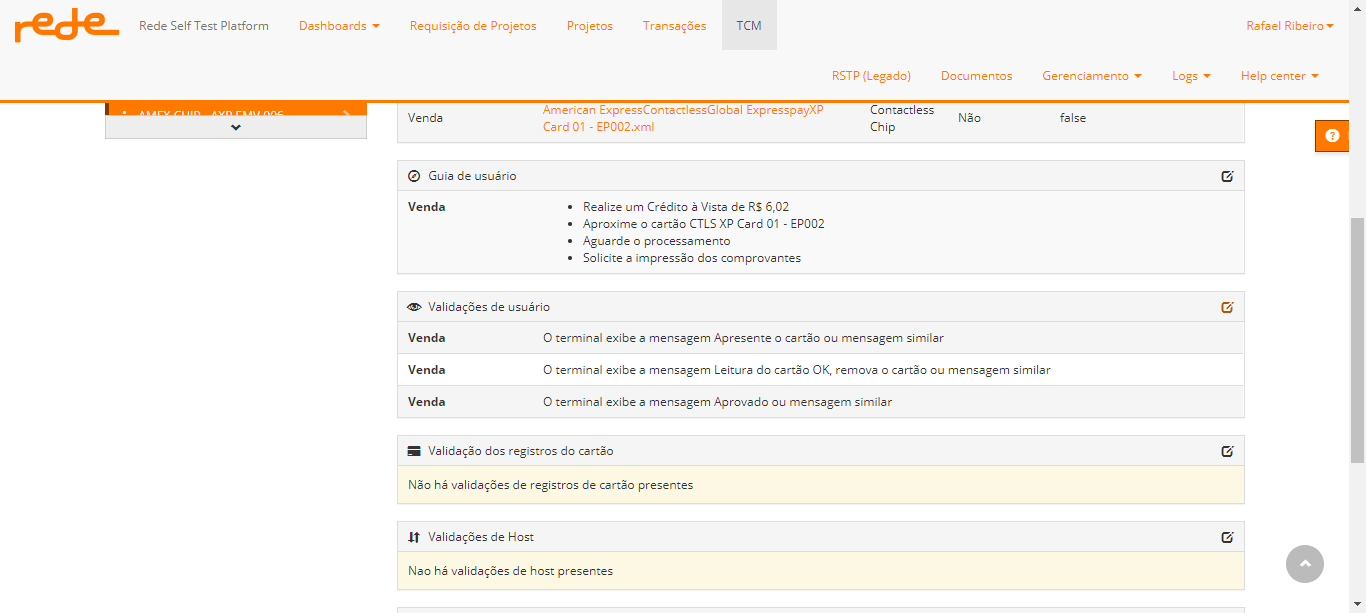 rede Rede Self Test Platform Dashboards Requisição de Projetos Projetos Transações TCM Rafael Ribeiro
RSTP (Legado) Documentos Gerenciamento Logs Help center
AMEX CHIP - AXP EMV 006
Venda American ExpressContactlessGlobal ExpresspayXP Contactless Não false
Card 01 - EP002.xml Chip
Guia de usuário
Venda Realize um Crédito à Vista de R$ 6,02
Aproxime o cartão CTLS XP Card 01 - EP002
Aguarde o processamento
Solicite a impressão dos comprovantes
Validações de usuário
Venda O terminal exibe a mensagem Apresente o cartão ou mensagem similar
Venda O terminal exibe a mensagem Leitura do cartão OK, remova o cartão ou mensagem similar
Venda O terminal exibe a mensagem Aprovado ou mensagem similar
Validação dos registros do cartão
Não há validações de registros de cartão presentes
Validações de Host
Nao há validações de host presentes